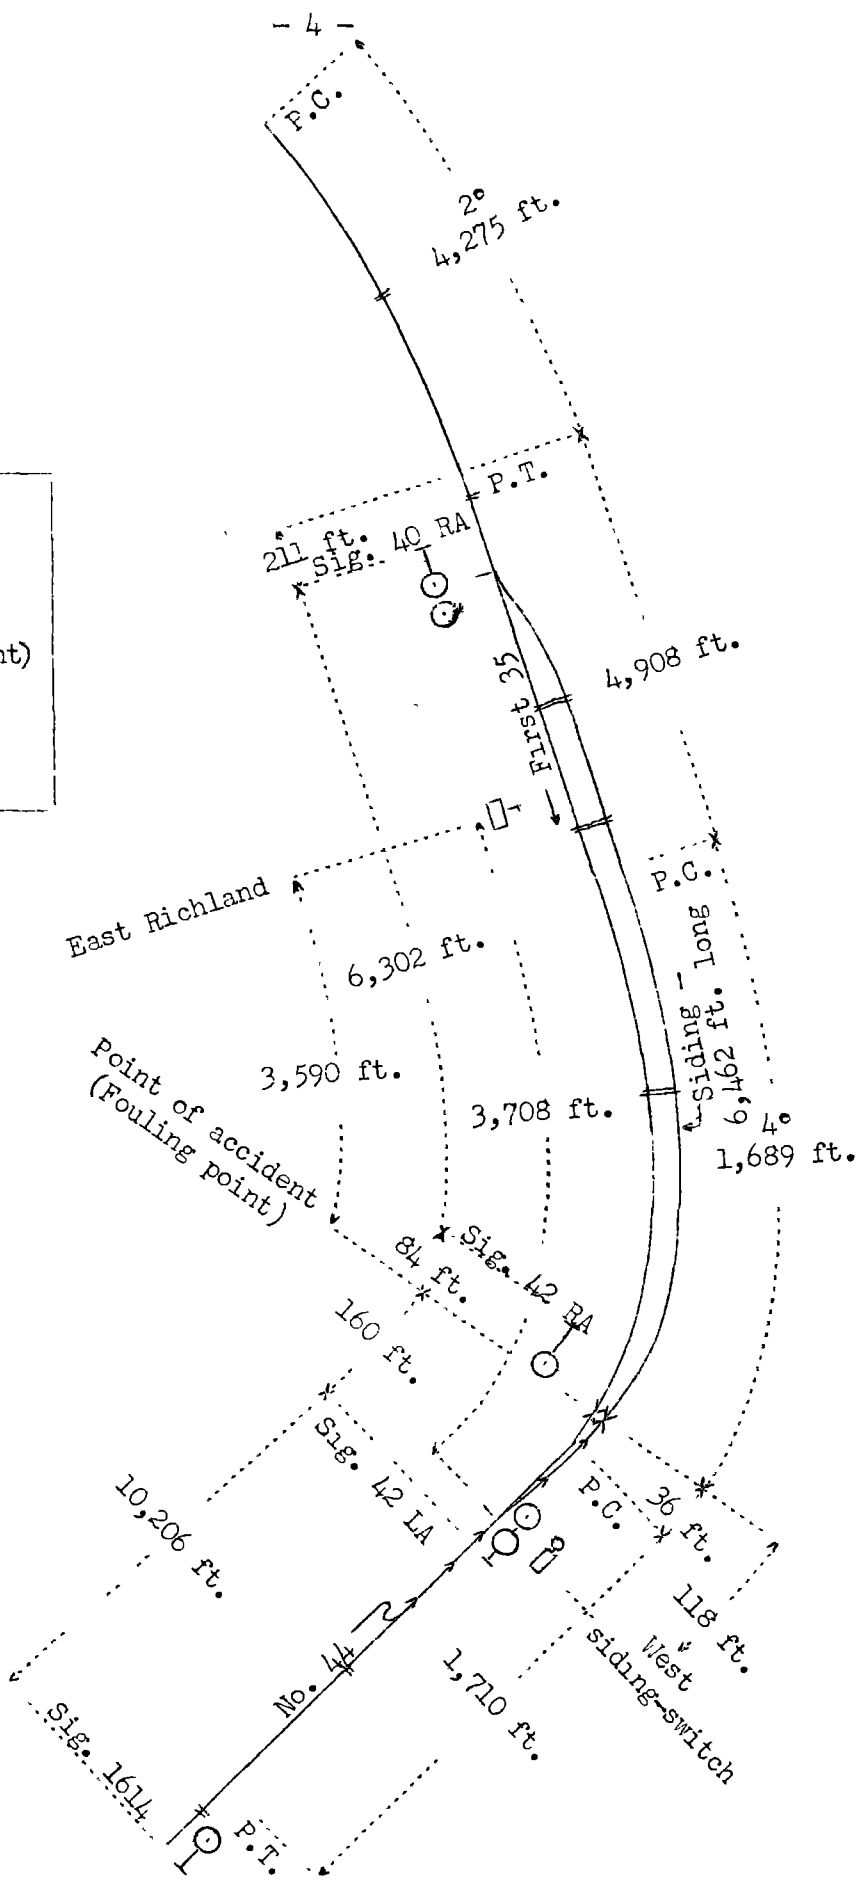 - 4 -
P.C.
2°
4,275 ft.
P.T.
211 ft.
Sig. 40 RA
nt)
First 35
4,908 ft.
East Richland
P.C.
6,302 ft.
Siding -
6,462 ft. long
Point of accident
(Fouling point)
3,590 ft.
3,708 ft.
4°
1,689 ft.
84 ft.
Sig. 42 RA
160 ft.
Sig. 42 LA
P.C.
36 ft.
10,206 ft.
118 ft.
West
siding-switch
No. 44
1,710 ft.
Sig. 1614
P.T.